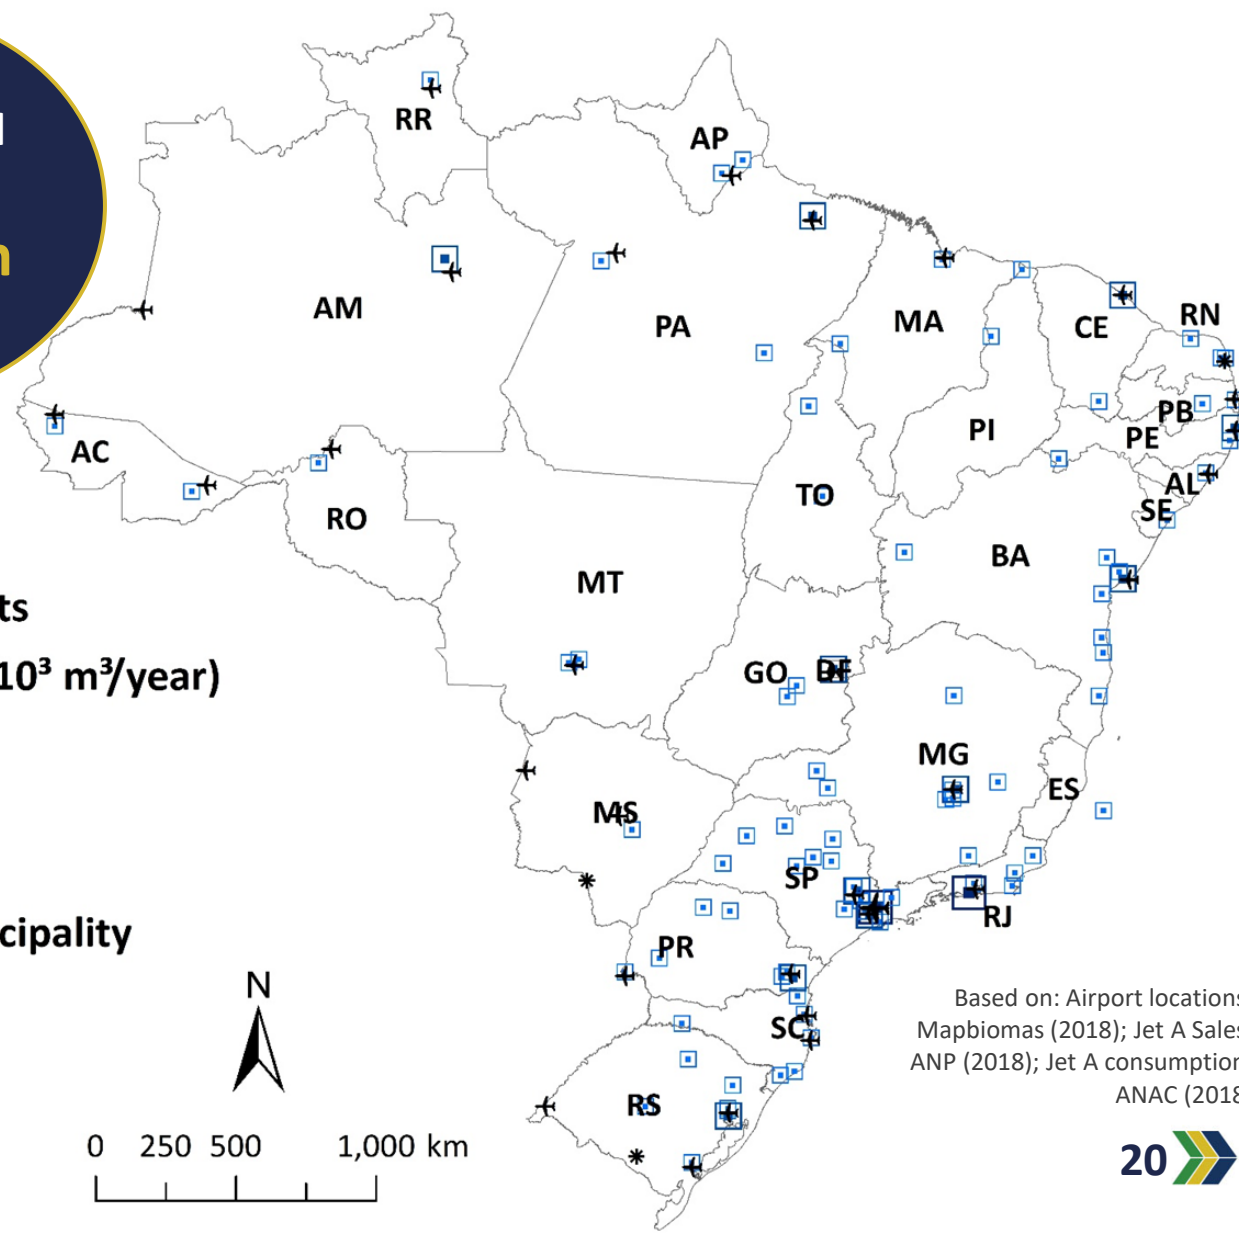 RR
AP
AM
PA
MA
CE
RN
PB
PE
PI
AC
AL
SE
TO
RO
BA
MT
GO
DF
MG
ES
MS
SP
RJ
PR
SC
RS
ts
10³ m³/year)
cipality
N
0 250 500 1,000 km
Based on: Airport locations
Mapbiomas (2018); Jet A Sales
ANP (2018); Jet A consumption
ANAC (2018
20